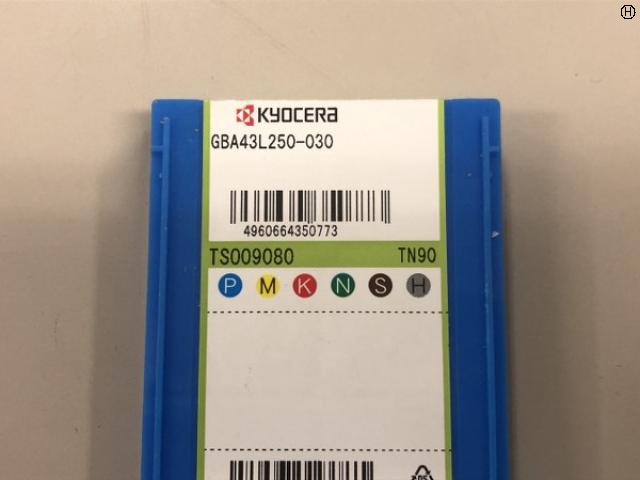 H
KYOCERA
GBA43L250-030
4960664350773
TS009080 TN90
P M K N S H